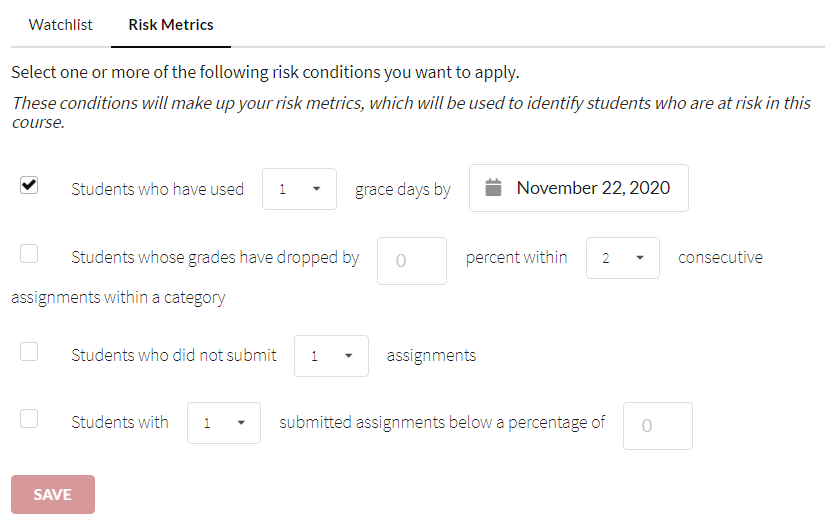 Watchlist Risk Metrics
Select one or more of the following risk conditions you want to apply.
These conditions will make up your risk metrics, which will be used to identify students who are at risk in this
course.
Students who have used 1 grace days by November 22, 2020
Students whose grades have dropped by 0 percent within 2 consecutive
assignments within a category
Students who did not submit 1 assignments
Students with 1 submitted assignments below a percentage of 0
SAVE